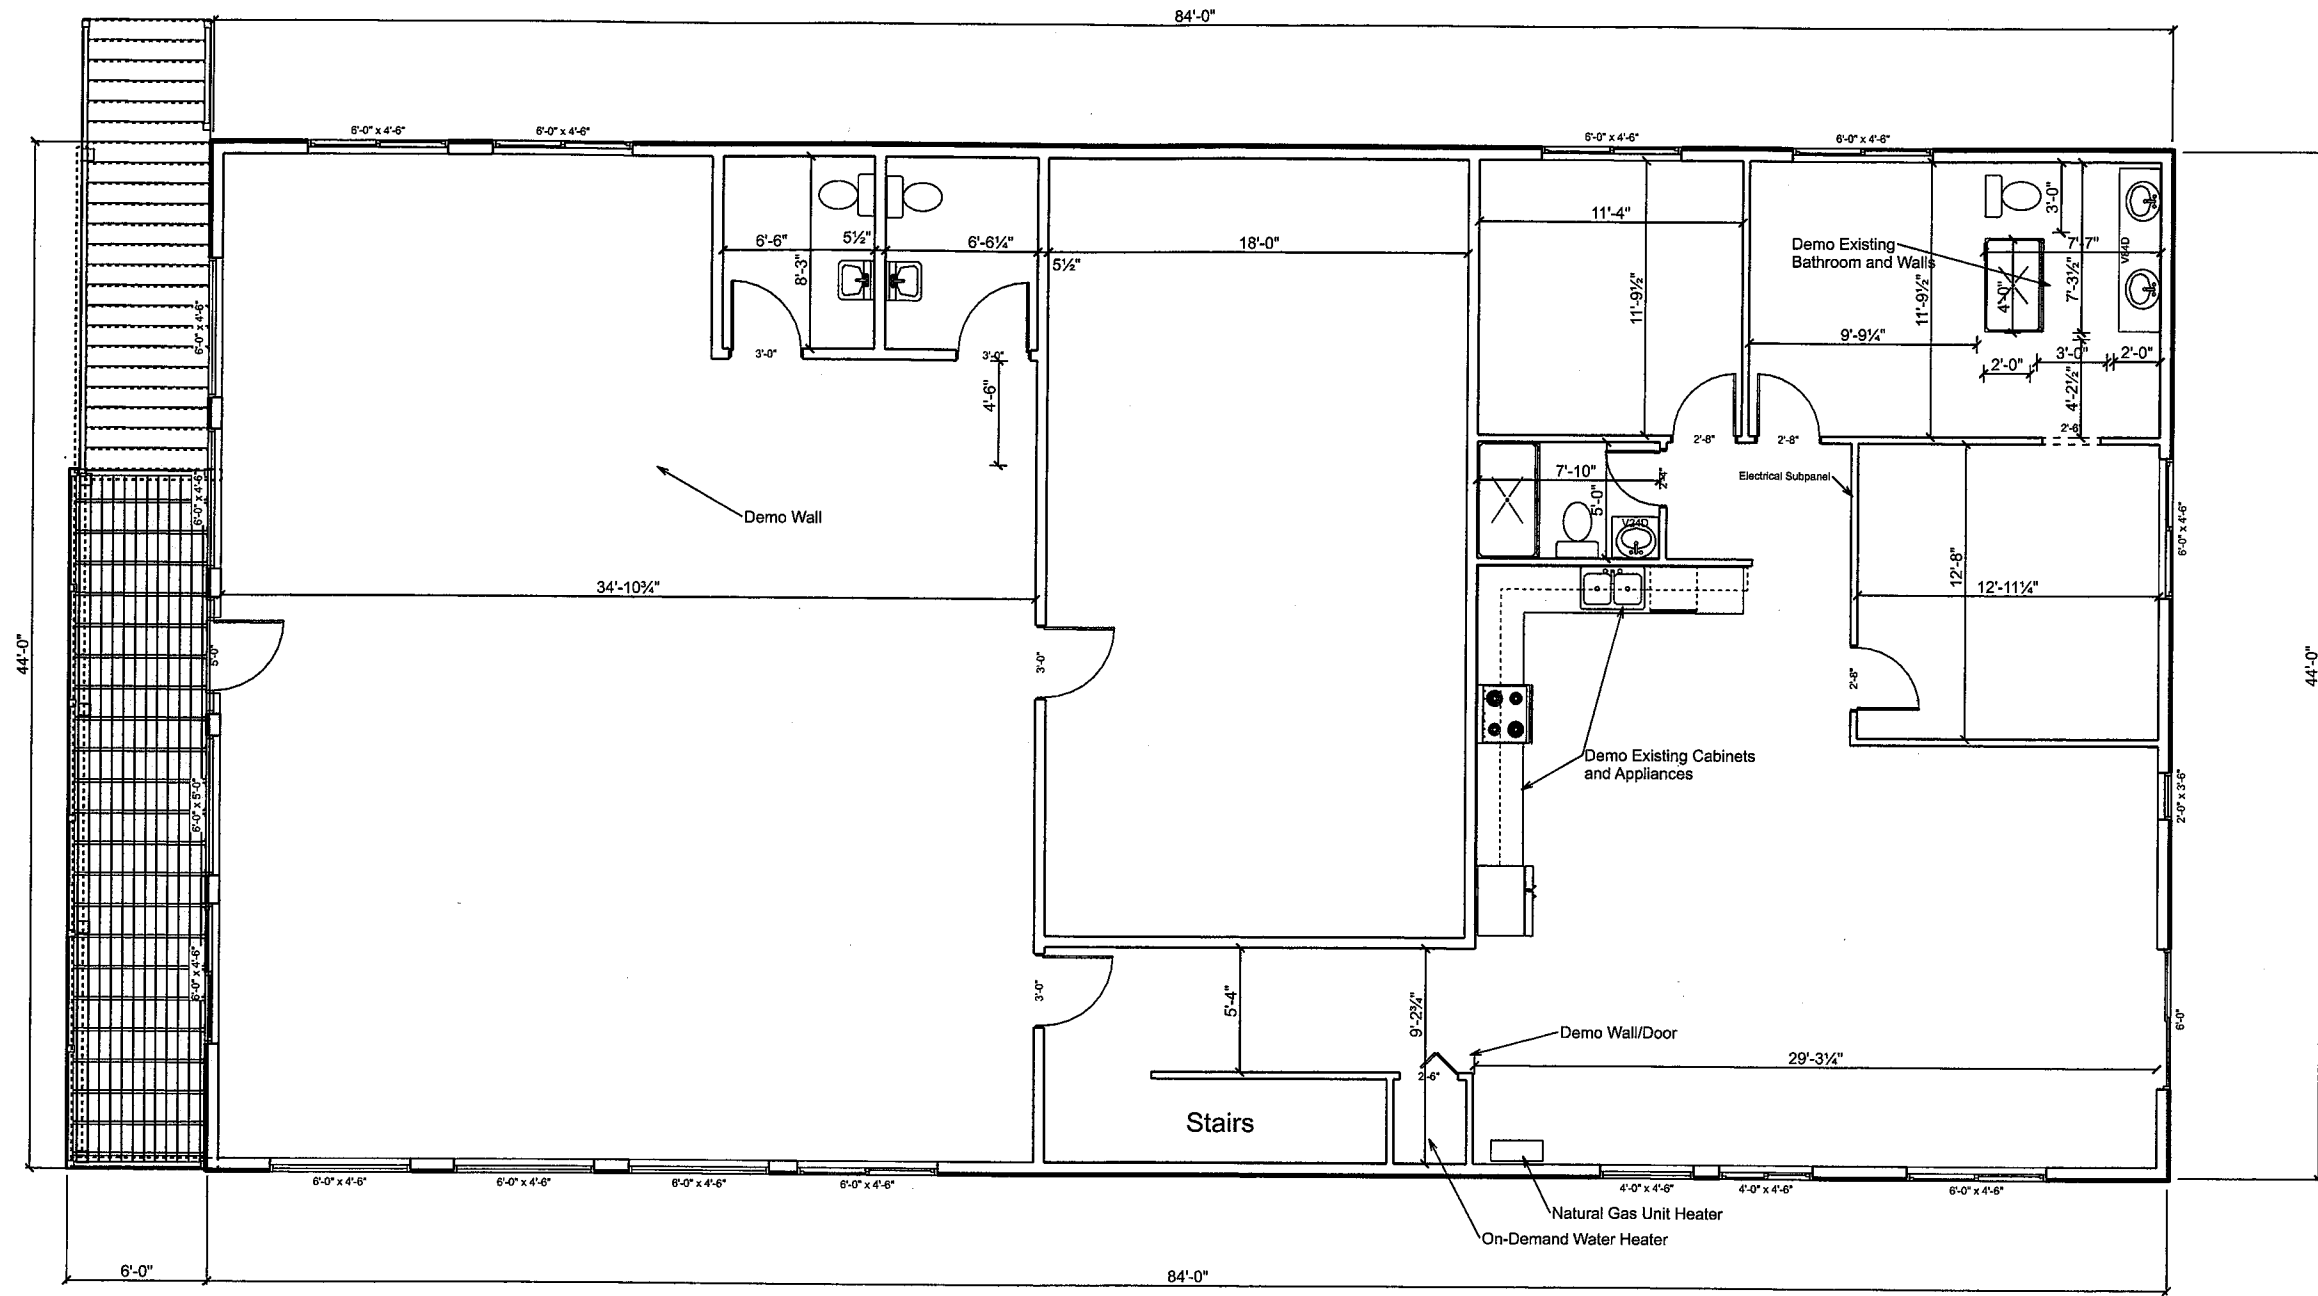 84'-0"
6'-0" x 4'-6"
6'-0" x 4'-6"
6'-0" x 4'-6"
6'-0" x 4'-6"
6'-6"
5½"
6'-6¼"
8'-3"
5½"
18'-0"
11'-4"
11'-9½"
11'-9½"
Demo Existing
Bathroom and Walls
3'-0"
7'-7"
V84D
4'-0"
7'-3½"
9'-9¼"
2'-0"
3'-0"
2'-0"
4'-2½"
2'-6"
6'-0" x 4'-6"
3'-0"
3'-0"
4'-6"
2'-8"
2'-8"
6'-0" x 4'-6"
Demo Wall
7'-10"
5'-0"
2'-4"
V24D
Electrical Subpanel
6'-0" x 4'-6"
34'-10¾"
12'-8"
12'-11¼"
44'-0"
5'-0"
3'-0"
2'-8"
44'-0"
Demo Existing Cabinets
and Appliances
6'-0" x 5'-0"
2'-0" x 3'-6"
6'-0" x 4'-6"
3'-0"
5'-4"
9'-2¾"
6'-0"
Demo Wall/Door
2'-6"
29'-3¼"
Stairs
6'-0" x 4'-6"
6'-0" x 4'-6"
6'-0" x 4'-6"
6'-0" x 4'-6"
4'-0" x 4'-6"
4'-0" x 4'-6"
6'-0" x 4'-6"
Natural Gas Unit Heater
On-Demand Water Heater
6'-0"
84'-0"